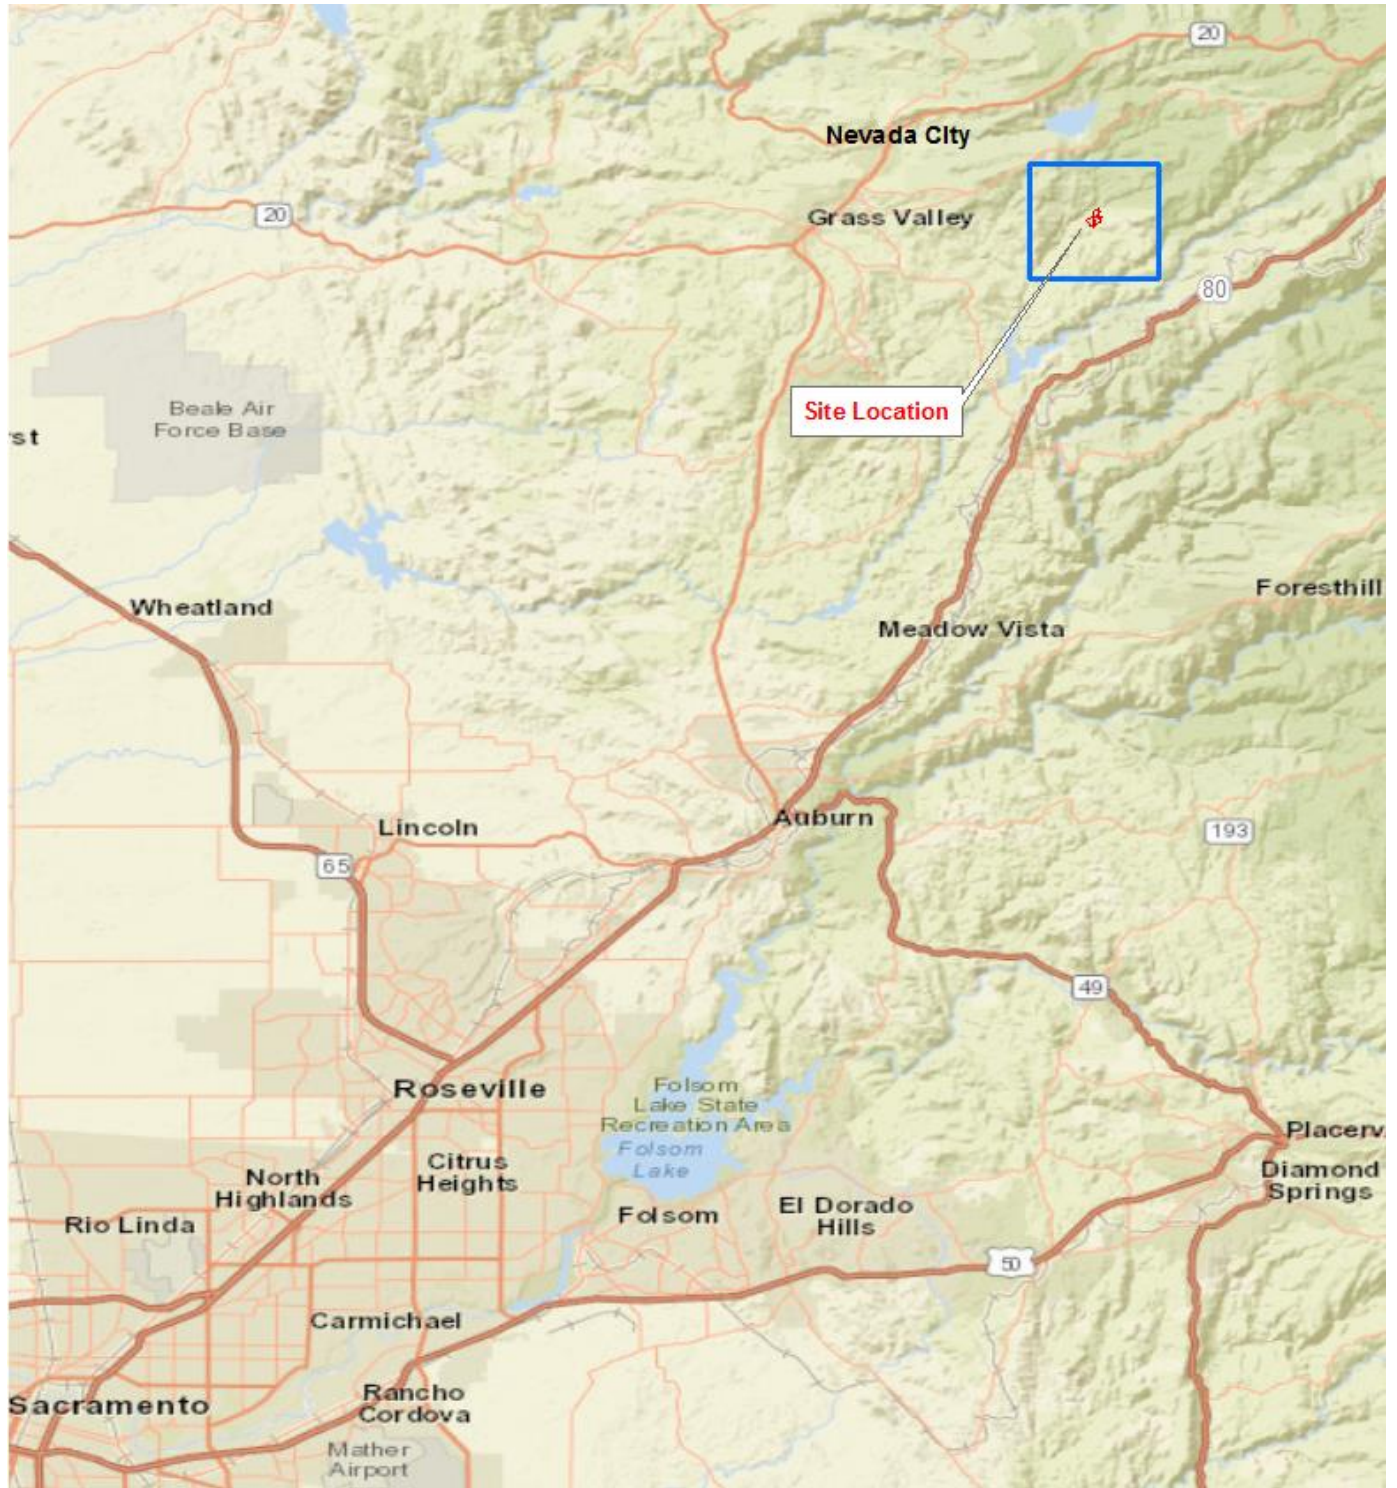 20
Nevada CIty
20
Grass Valley
80
Site Location
Beale Air
Force Base
st
Foresthill
Wheatland
Meadow Vista
Auburn
Lincoln
193
65
49
Roseville
Folsom
Lake State
Recreation Area
Folsom
Lake
Placerv
Citrus
Heights
North
Highlands
Diamond
Springs
El Dorado
Hills
Folsom
Rio Linda
50
Carmichael
Rancho
Cordova
Sacramento
Mather
Airport